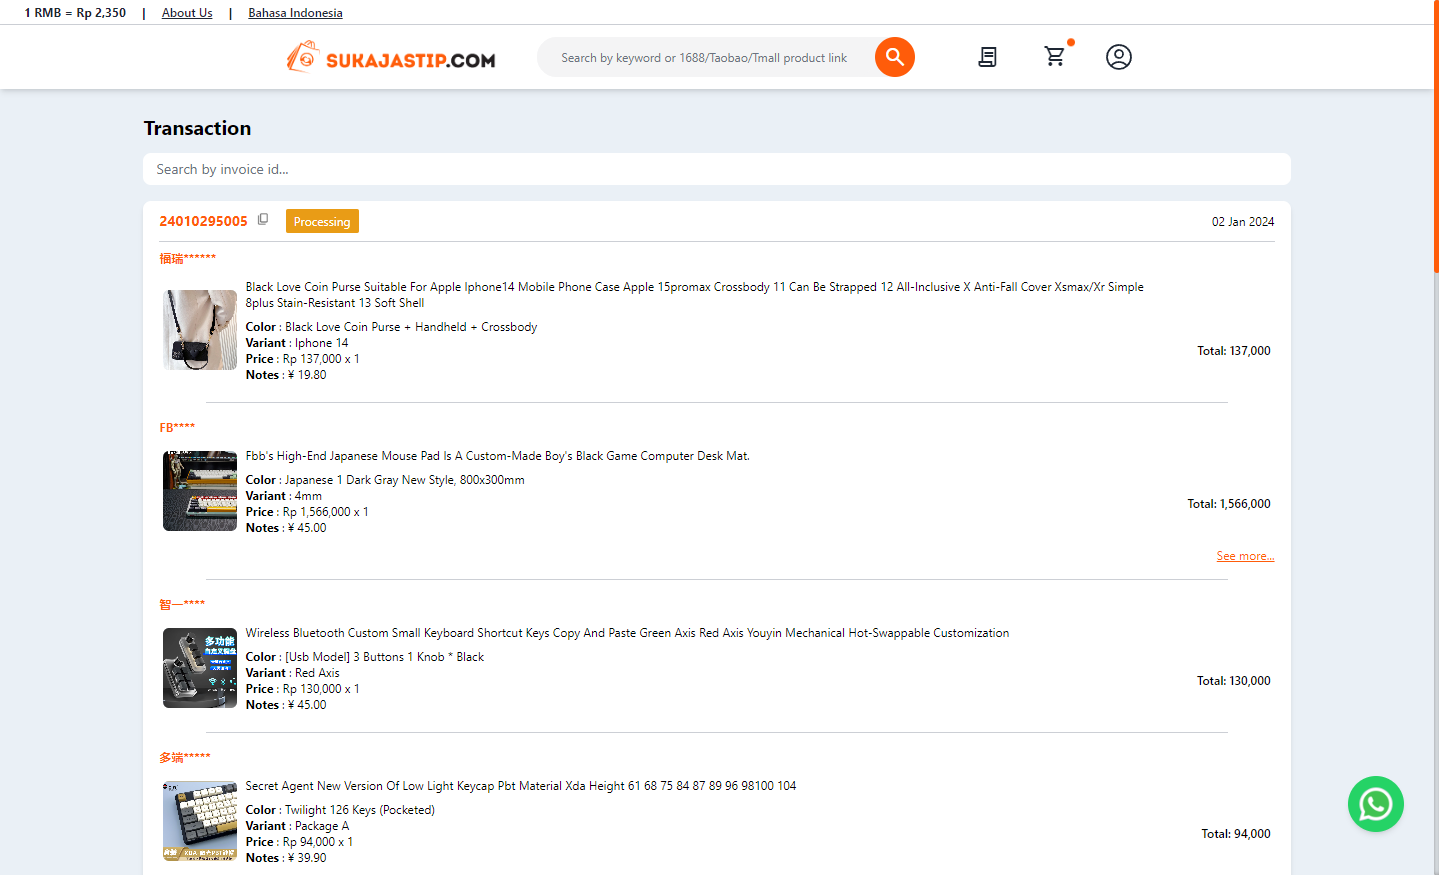 1 RMB = Rp 2,350 | About Us | Bahasa Indonesia
SUKAJASTIP.COM
Search by keyword or 1688/Taobao/Tmall product link
Transaction
Search by invoice id...
24010295005 Processing 02 Jan 2024
福瑞******
Black Love Coin Purse Suitable For Apple Iphone14 Mobile Phone Case Apple 15promax Crossbody 11 Can Be Strapped 12 All-Inclusive X Anti-Fall Cover Xsmax/Xr Simple
8plus Stain-Resistant 13 Soft Shell
Color : Black Love Coin Purse + Handheld + Crossbody
Variant : Iphone 14
Price : Rp 137,000 x 1
Total: 137,000
Notes : ¥ 19.80
FB****
Fbb's High-End Japanese Mouse Pad Is A Custom-Made Boy's Black Game Computer Desk Mat.
Color : Japanese 1 Dark Gray New Style, 800x300mm
Variant : 4mm
Price : Rp 1,566,000 x 1
Total: 1,566,000
Notes : ¥ 45.00
See more...
智一****
多功能
Wireless Bluetooth Custom Small Keyboard Shortcut Keys Copy And Paste Green Axis Red Axis Youyin Mechanical Hot-Swappable Customization
Color : [Usb Model] 3 Buttons 1 Knob * Black
Variant : Red Axis
Price : Rp 130,000 x 1
Total: 130,000
Notes : ¥ 45.00
多端*****
Secret Agent New Version Of Low Light Keycap Pbt Material Xda Height 61 68 75 84 87 89 96 98100 104
Color : Twilight 126 Keys (Pocketed)
Variant : Package A
Price : Rp 94,000 x 1
Total: 94,000
Notes : ¥ 39.90